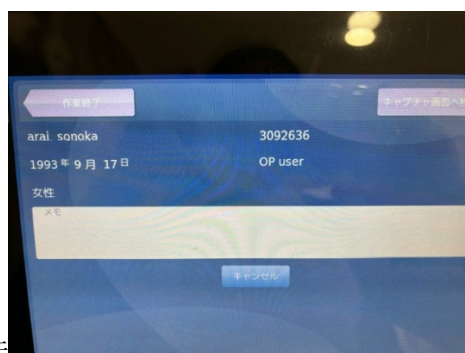 作業終了
キャプチャ画面へ
arai. sonoka 3092636
1993 年 9 月 17 日 OP user
女性
メモ
キャンセル